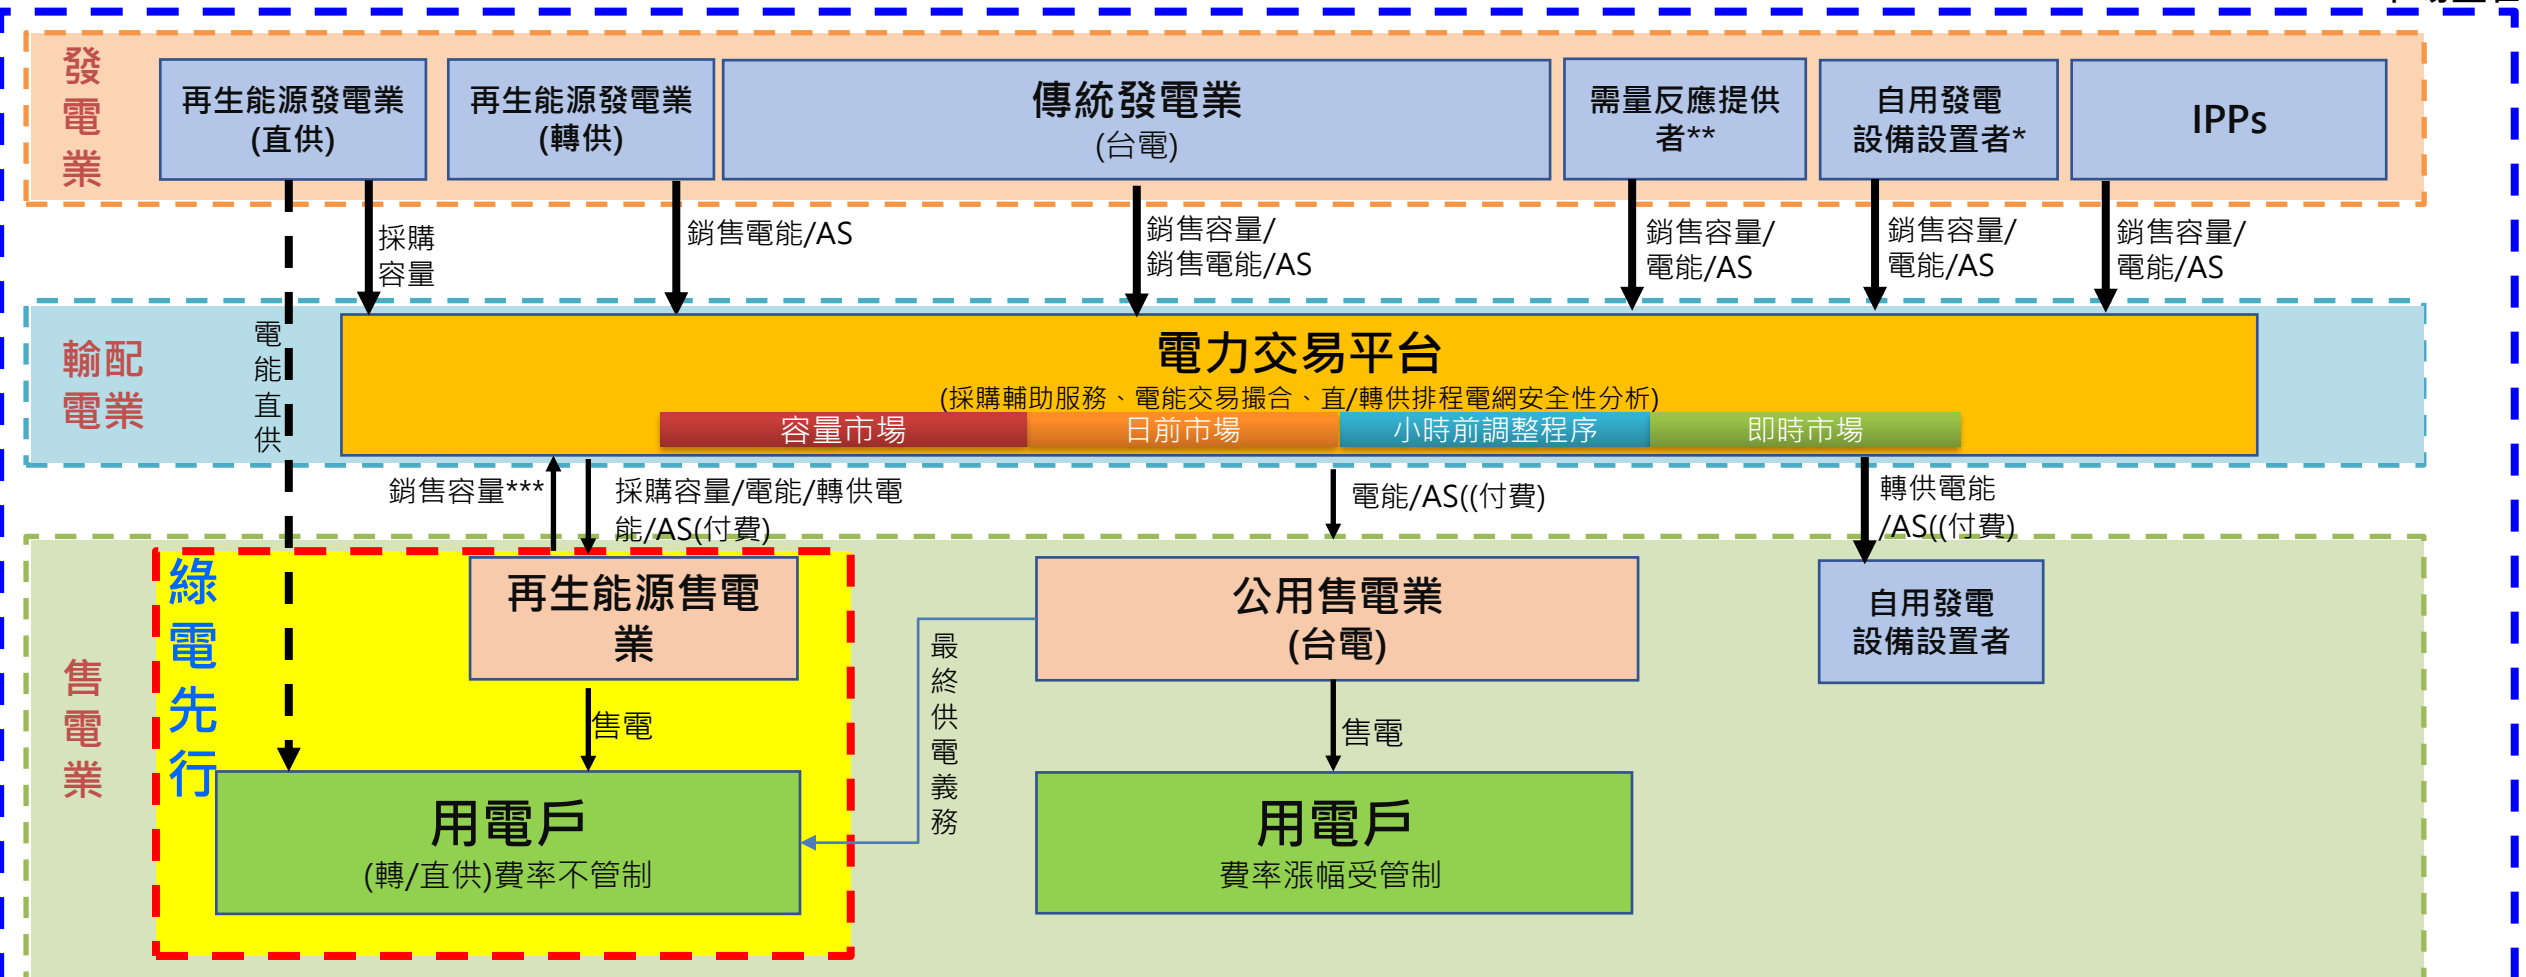 發電業
再生能源發電業
(直供)
再生能源發電業
(轉供)
傳統發電業
(台電)
需量反應提供
者**
自用發電
設備設置者*
IPPs
採購
容量
銷售電能/AS
銷售容量/
銷售電能/AS
銷售容量/
電能/AS
銷售容量/
電能/AS
銷售容量/
電能/AS
輸配
電業
電能直供
電力交易平台
(採購輔助服務、電能交易撮合、直/轉供排程電網安全性分析)
容量市場
日前市場
小時前調整程序
即時市場
銷售容量***
採購容量/電能/轉供電
能/AS(付費)
電能/AS((付費)
轉供電能
/AS((付費)
售電業
綠電先行
再生能源售電
業
公用售電業
(台電)
自用發電
設備設置者
最終供電義務
售電
售電
用電戶
(轉/直供)費率不管制
用電戶
費率漲幅受管制